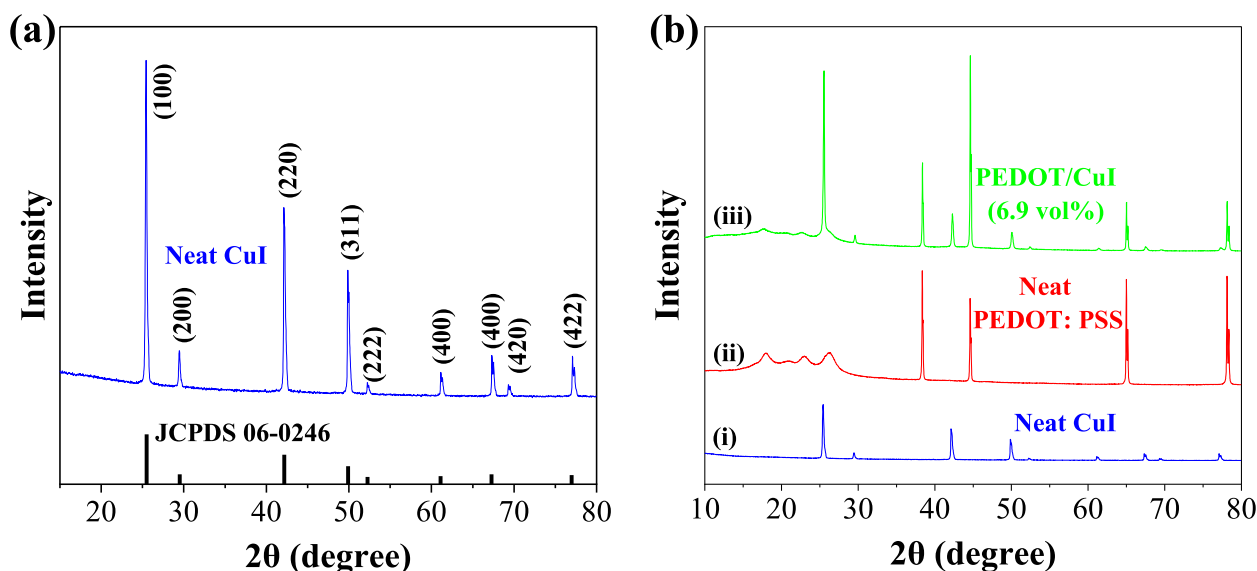 (a)
(100)
(200)
(220)
(311)
(222)
(400)
(400)
(420)
(422)
Neat CuI
JCPDS 06-0246
Intensity
20 30 40 50 60 70 80
2θ (degree)
(b)
PEDOT/CuI
(6.9 vol%)
(iii)
Neat
PEDOT: PSS
(ii)
Neat CuI
(i)
Intensity
10 20 30 40 50 60 70 80
2θ (degree)